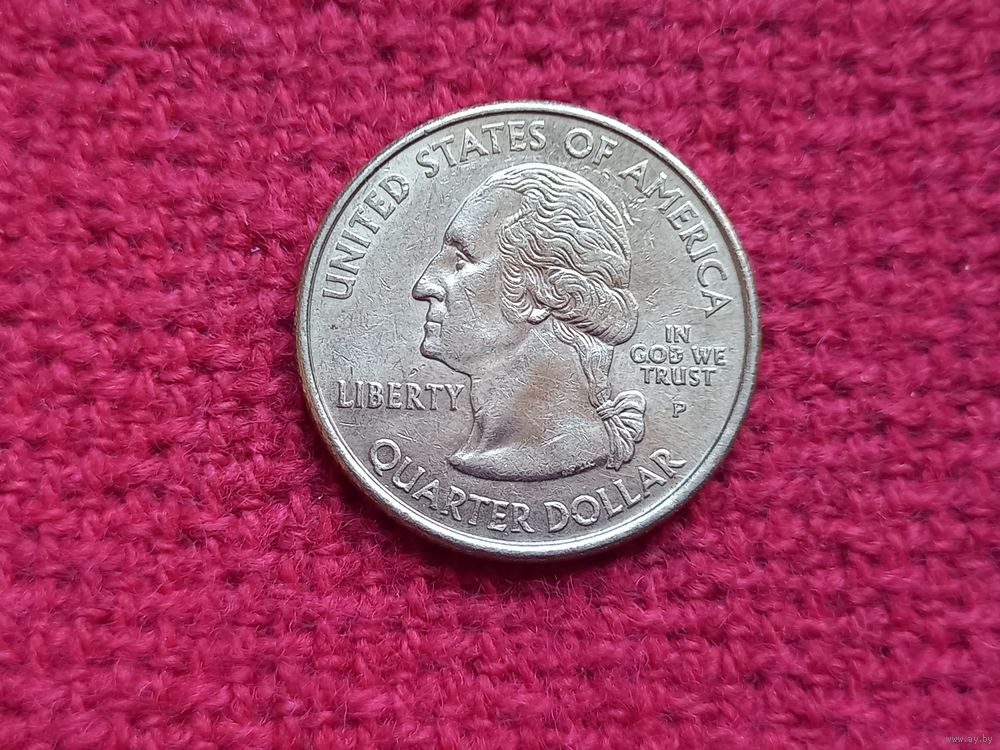 UNITED STATES OF AMERICA
LIBERTY
IN
GOD WE
TRUST
P
QUARTER DOLLAR
www.ay.by